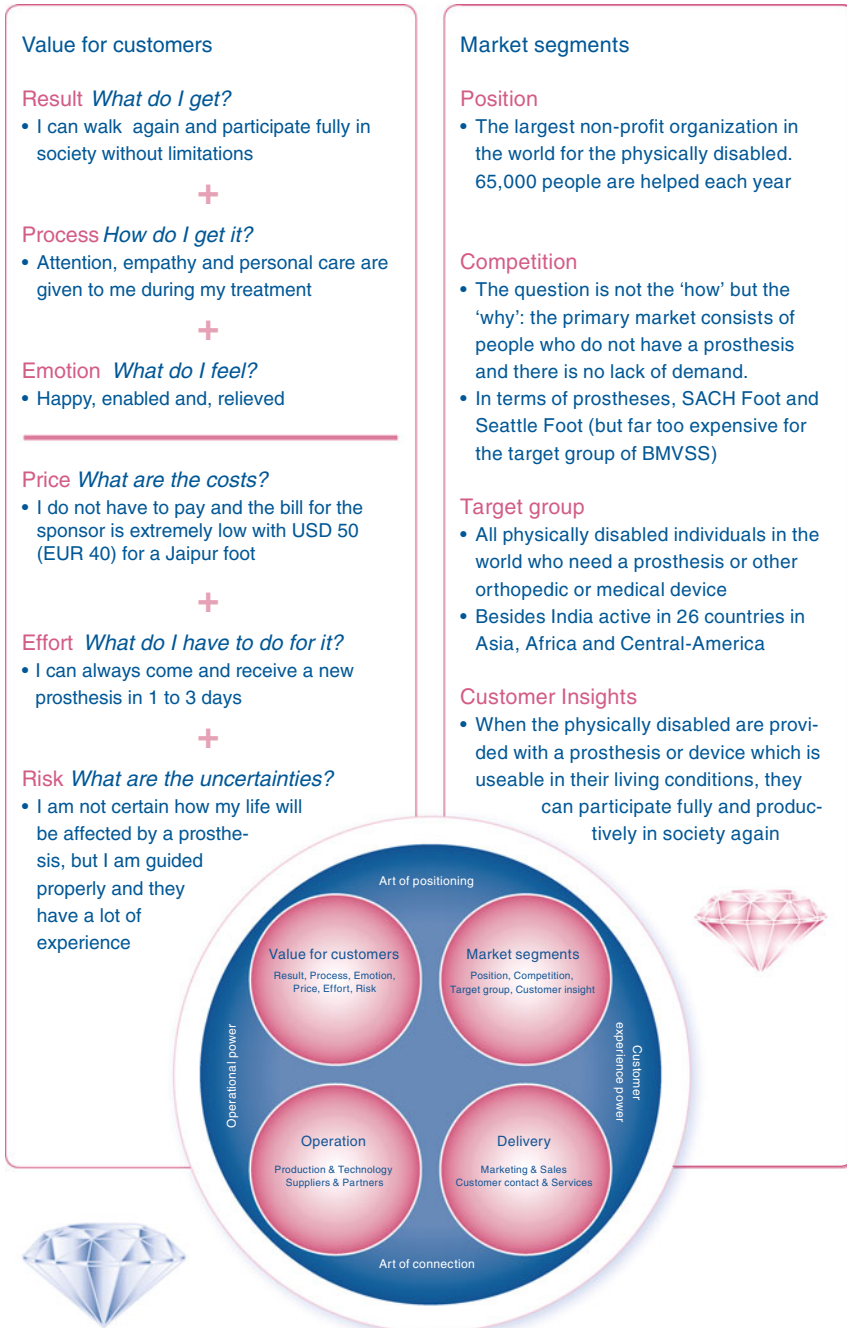 Value for customers
Result What do I get?
• I can walk again and participate fully in
society without limitations
+
Process How do I get it?
• Attention, empathy and personal care are
given to me during my treatment
+
Emotion What do I feel?
• Happy, enabled and, relieved
Price What are the costs?
• I do not have to pay and the bill for the
sponsor is extremely low with USD 50
(EUR 40) for a Jaipur foot
+
Effort What do I have to do for it?
• I can always come and receive a new
prosthesis in 1 to 3 days
+
Risk What are the uncertainties?
• I am not certain how my life will
be affected by a prosthe-
sis, but I am guided
properly and they
have a lot of
experience
Market segments
Position
• The largest non-profit organization in
the world for the physically disabled.
65,000 people are helped each year
Competition
• The question is not the ‘how’ but the
‘why’: the primary market consists of
people who do not have a prosthesis
and there is no lack of demand.
• In terms of prostheses, SACH Foot and
Seattle Foot (but far too expensive for
the target group of BMVSS)
Target group
• All physically disabled individuals in the
world who need a prosthesis or other
orthopedic or medical device
• Besides India active in 26 countries in
Asia, Africa and Central-America
Customer Insights
• When the physically disabled are provi-
ded with a prosthesis or device which is
useable in their living conditions, they
can participate fully and produc-
tively in society again
Art of positioning
Value for customers
Result, Process, Emotion,
Price, Effort, Risk
Market segments
Position, Competition,
Target group, Customer insight
Operational power
Customer
experience power
Operation
Production & Technology
Suppliers & Partners
Delivery
Marketing & Sales
Customer contact & Services
Art of connection